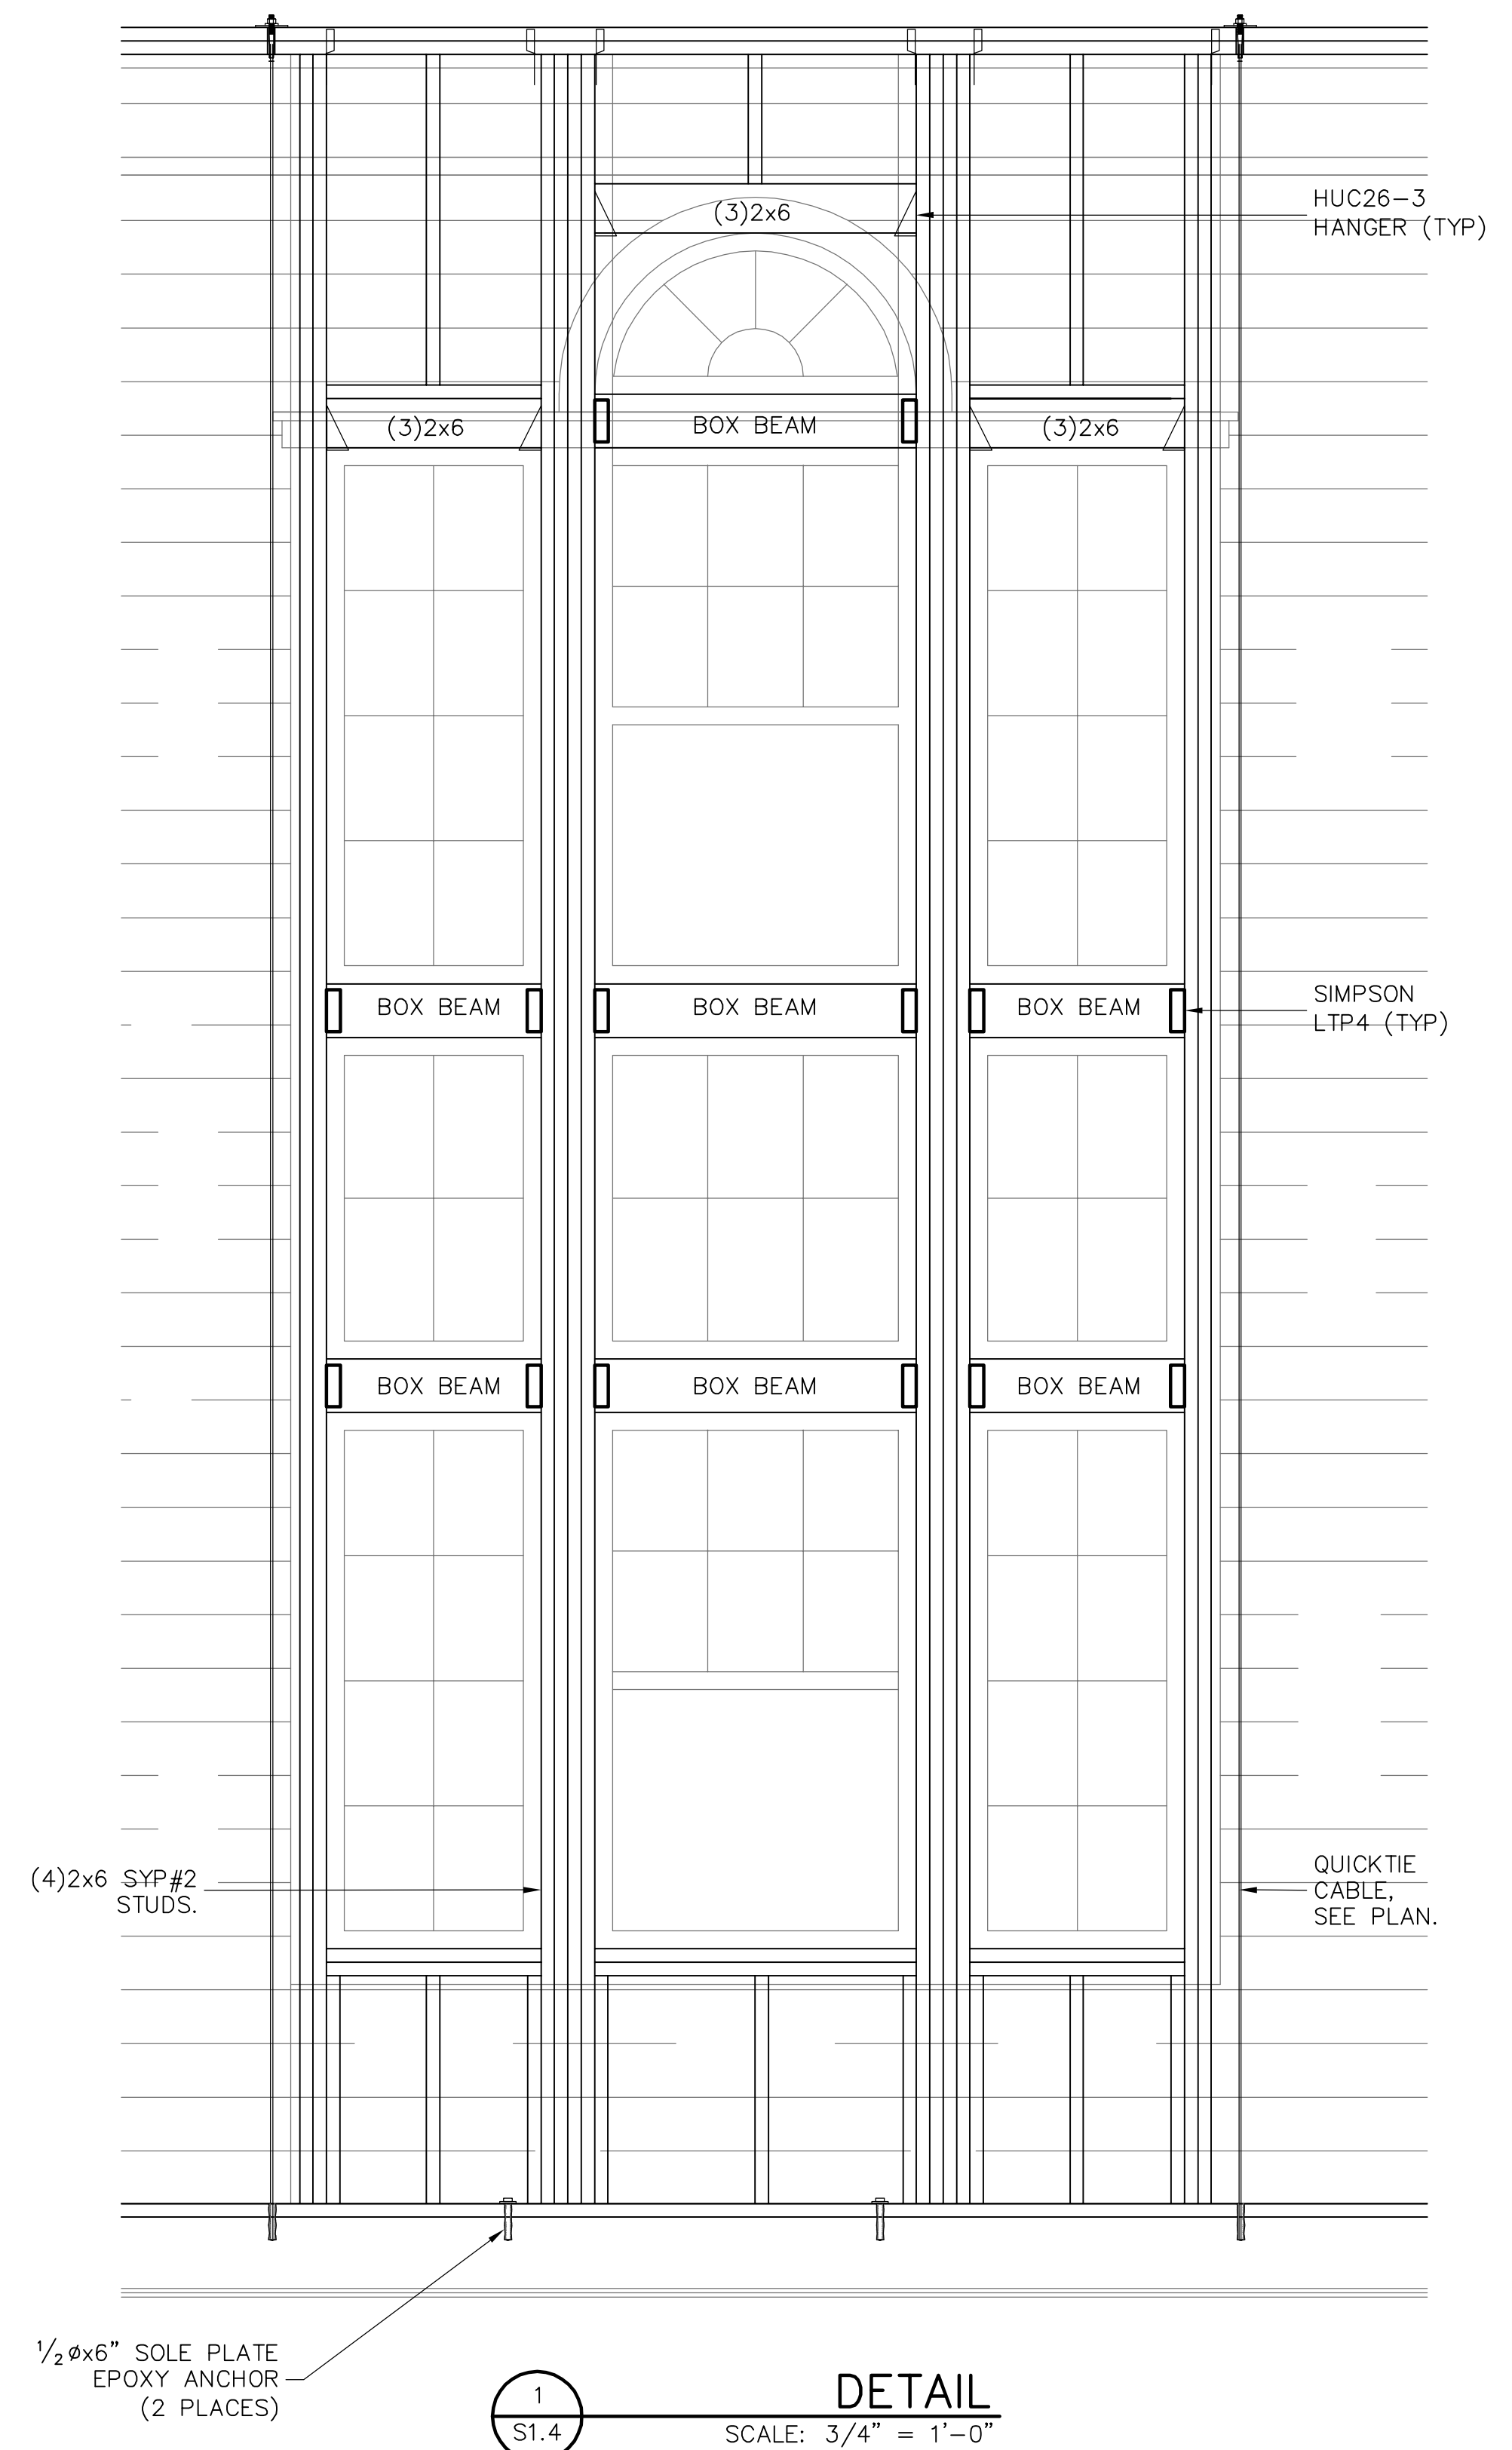 (3)2x6
HUC26-3
HANGER (TYP)
(3)2x6
BOX BEAM
(3)2x6
BOX BEAM
BOX BEAM
BOX BEAM
SIMPSON
LTP4 (TYP)
BOX BEAM
BOX BEAM
BOX BEAM
(4)2x6 SYP#2
STUDS.
QUICKTIE
CABLE,
SEE PLAN.
1/2øx6" SOLE PLATE
EPOXY ANCHOR
(2 PLACES)
1
S1.4
DETAIL
SCALE: 3/4" = 1'-0"